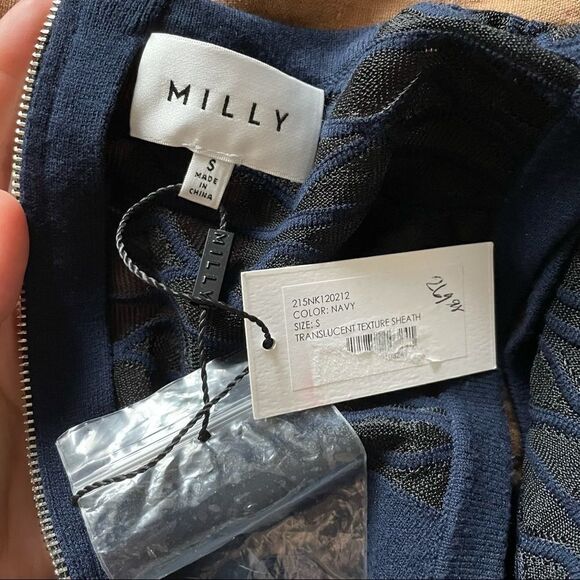 MILLY
S
MADE
IN
CHINA
MILLY
215NK120212
COLOR: NAVY
SIZE: S
TRANSLUCENT TEXTURE SHEATH